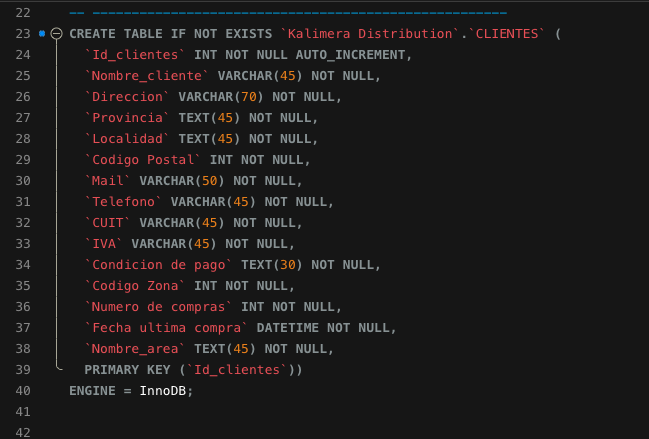 22 -- -----------------------------------------------------
23 CREATE TABLE IF NOT EXISTS `Kalimera Distribution`.`CLIENTES` (
24 `Id_clientes` INT NOT NULL AUTO_INCREMENT,
25 `Nombre_cliente` VARCHAR(45) NOT NULL,
26 `Direccion` VARCHAR(70) NOT NULL,
27 `Provincia` TEXT(45) NOT NULL,
28 `Localidad` TEXT(45) NOT NULL,
29 `Codigo Postal` INT NOT NULL,
30 `Mail` VARCHAR(50) NOT NULL,
31 `Telefono` VARCHAR(45) NOT NULL,
32 `CUIT` VARCHAR(45) NOT NULL,
33 `IVA` VARCHAR(45) NOT NULL,
34 `Condicion de pago` TEXT(30) NOT NULL,
35 `Codigo Zona` INT NOT NULL,
36 `Numero de compras` INT NOT NULL,
37 `Fecha ultima compra` DATETIME NOT NULL,
38 `Nombre_area` TEXT(45) NOT NULL,
39 PRIMARY KEY (`Id_clientes`))
40 ENGINE = InnoDB;
41
42